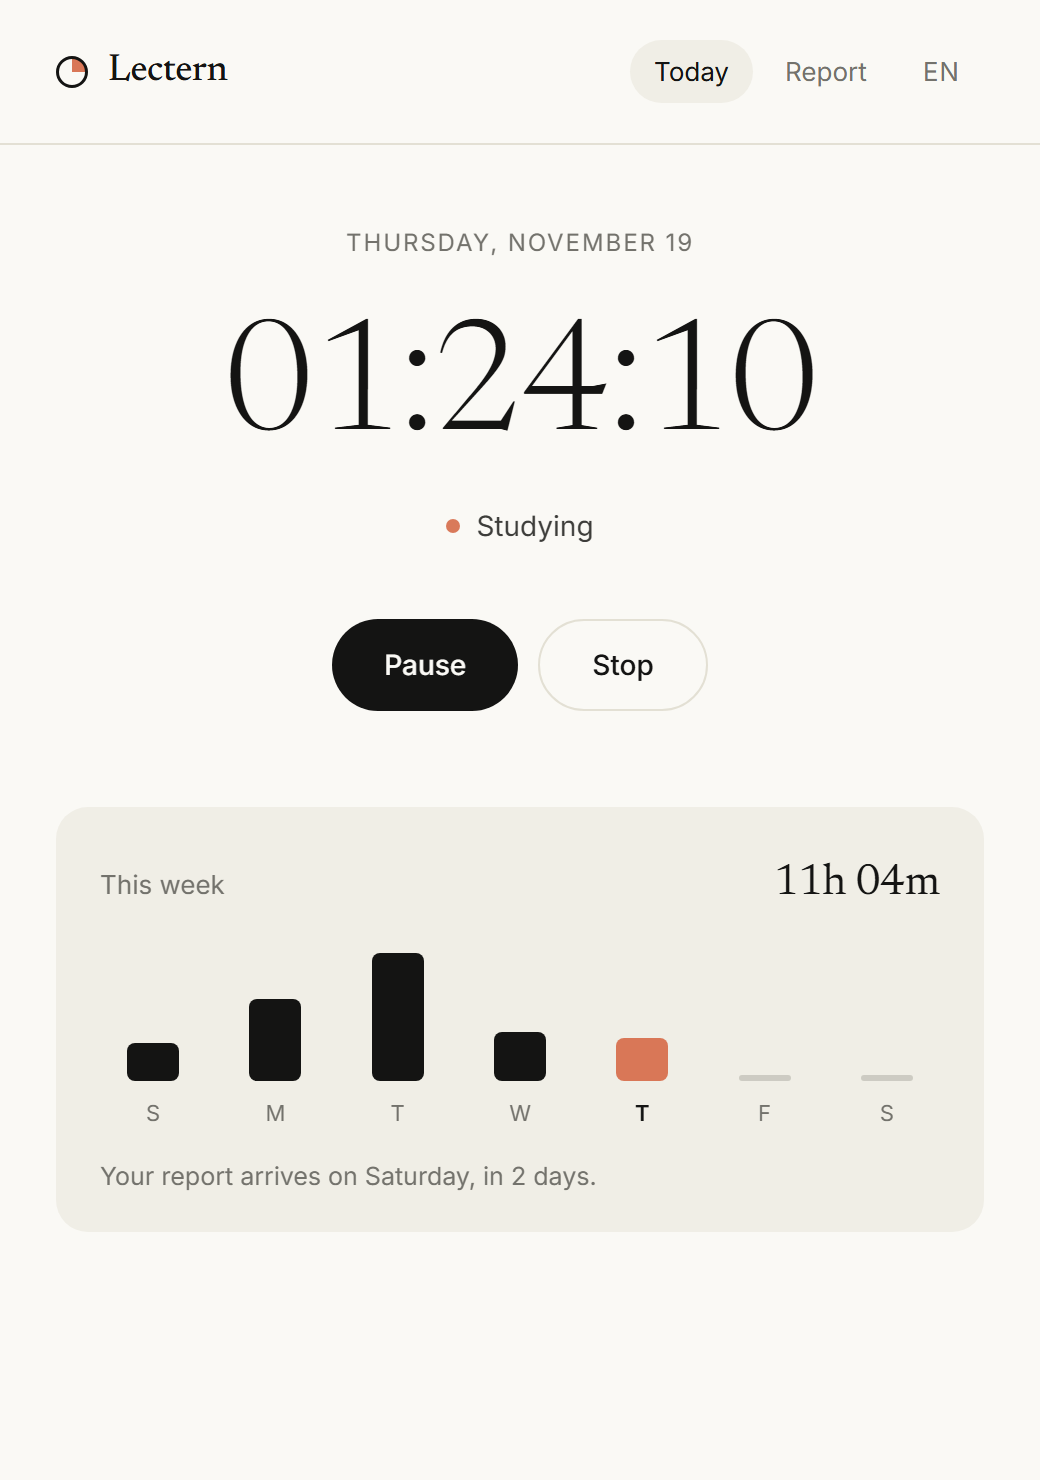 Lectern
Today Report EN
THURSDAY, NOVEMBER 19
01:24:10
Studying
Pause Stop
This week 11h 04m
S M T W T F S
Your report arrives on Saturday, in 2 days.